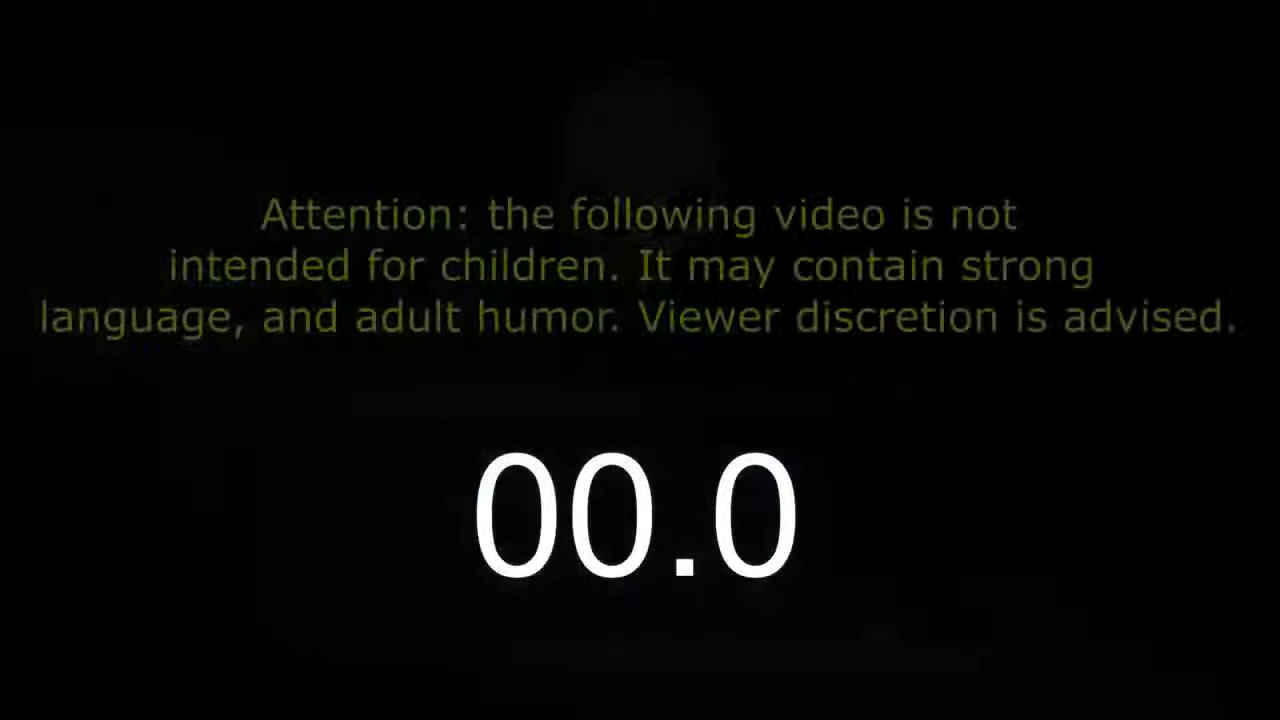 Attention: the following video is not
intended for children. It may contain strong
language, and adult humor. Viewer discretion is advised.
00.0